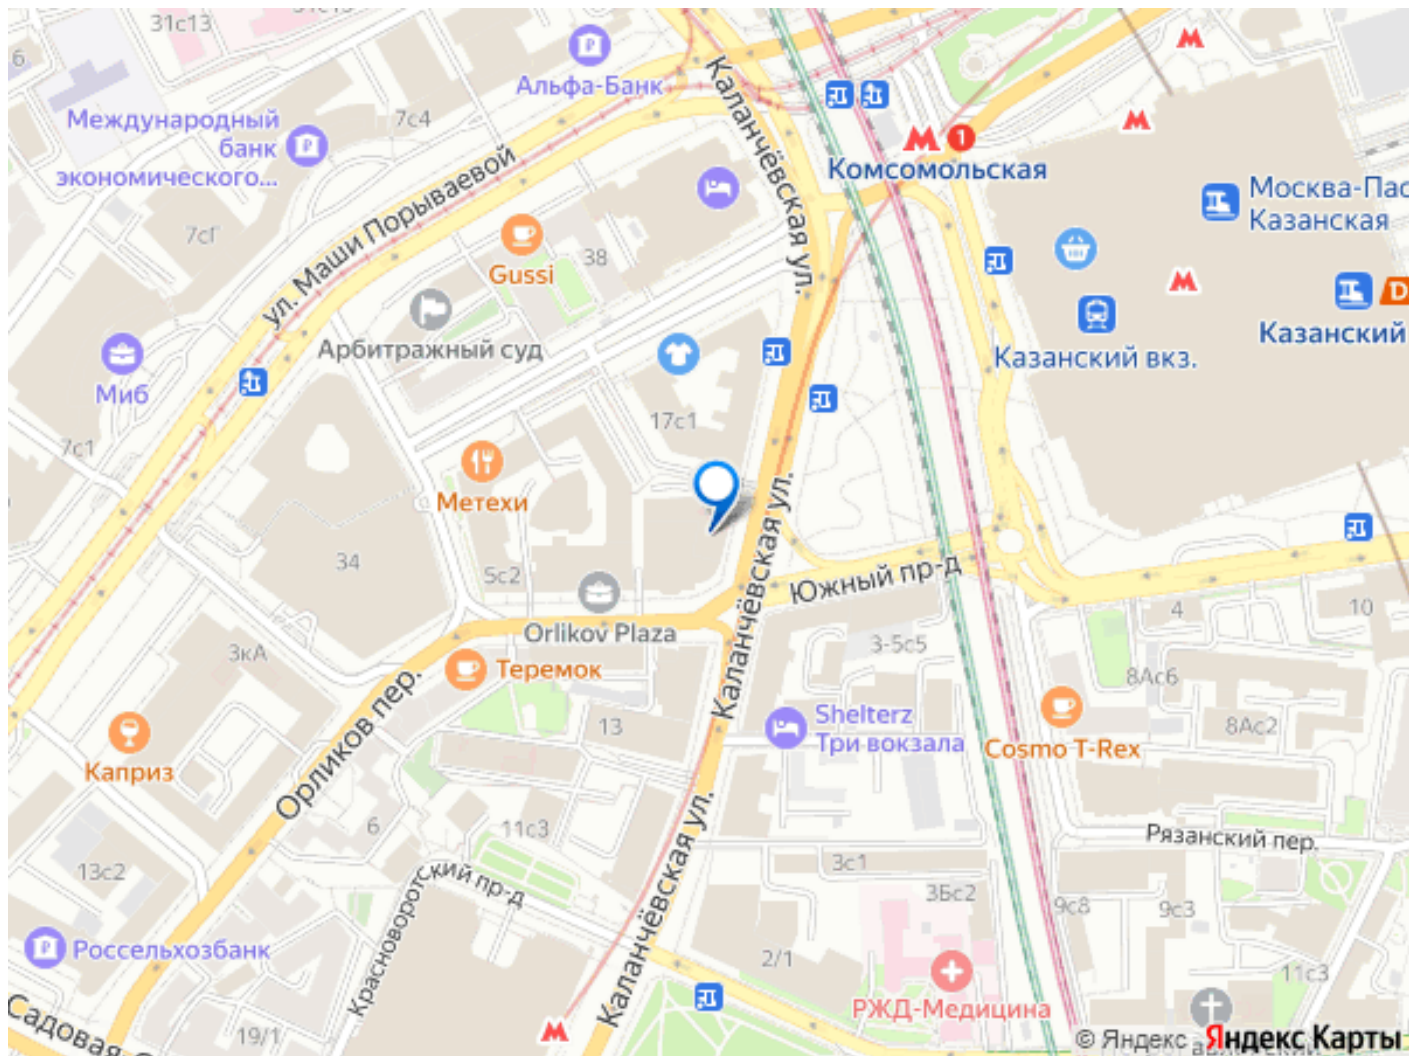 31с13
31с11
6
Альфа-Банк
Международный
банк
экономического...
7с4
Каланчёвская ул.
1
Комсомольская
Москва-Пас
Казанская
ул. Маши Порываевой
Gussi
38
Арбитражный суд
D
Казанский
Казанский вкз.
Миб
7с1
17с1
Метехи
34
5с2
Каланчёвская ул.
Южный пр-д
Orlikov Plaza
3кА
Теремок
Орликов пер.
3-5с5
4
10
8Ас6
8Ас2
Каприз
13
Shelterz
Три вокзала
Cosmo T-Rex
6
11с3
Рязанский пер.
13с2
Красноворотский пр-д
3с1
3Бс2
9с8
9с3
Россельхозбанк
Каланчёвская ул.
2/1
11с3
РЖД-Медицина
Садовая
19/1
© Яндекс Яндекс Карты